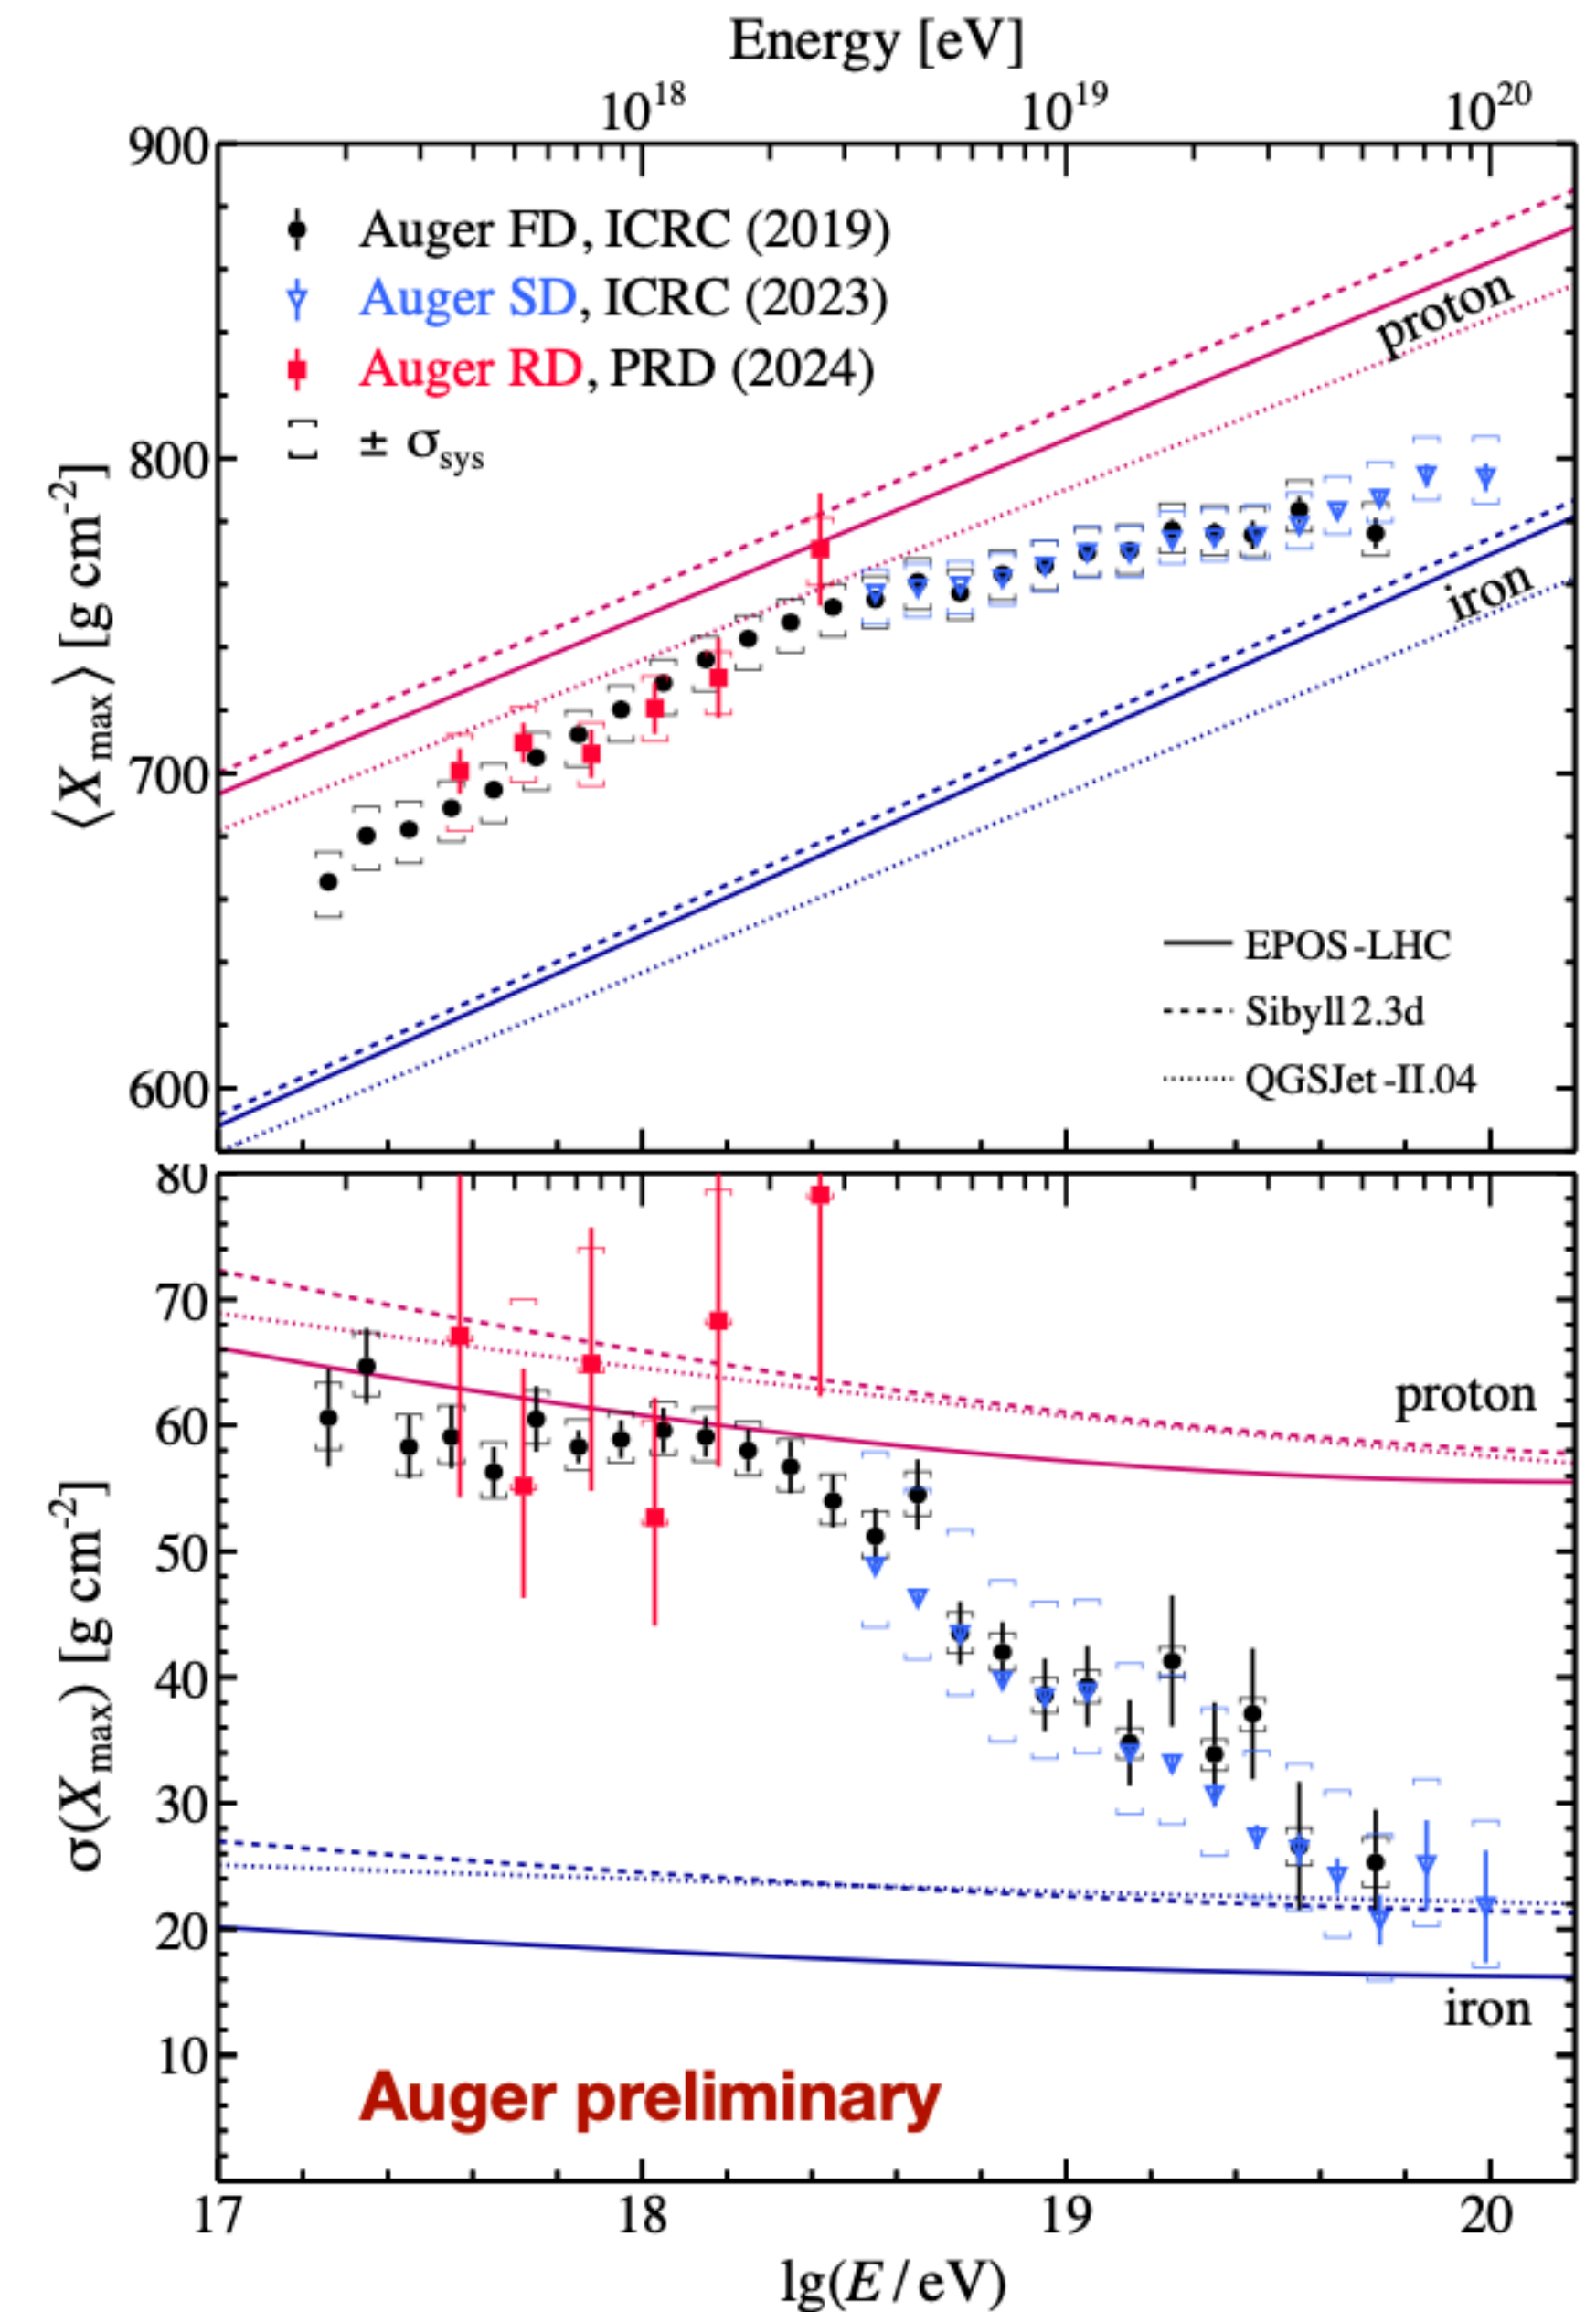 Energy [eV]
10^18 10^19 10^20
900
Auger FD, ICRC (2019)
Auger SD, ICRC (2023)
Auger RD, PRD (2024)
± σ_sys
800
700
600
⟨X_max⟩ [g cm^-2]
proton
iron
EPOS-LHC
Sibyll 2.3d
QGSJet-II.04
80
70
60
50
40
30
20
10
σ(X_max) [g cm^-2]
proton
iron
Auger preliminary
17 18 19 20
lg(E/eV)